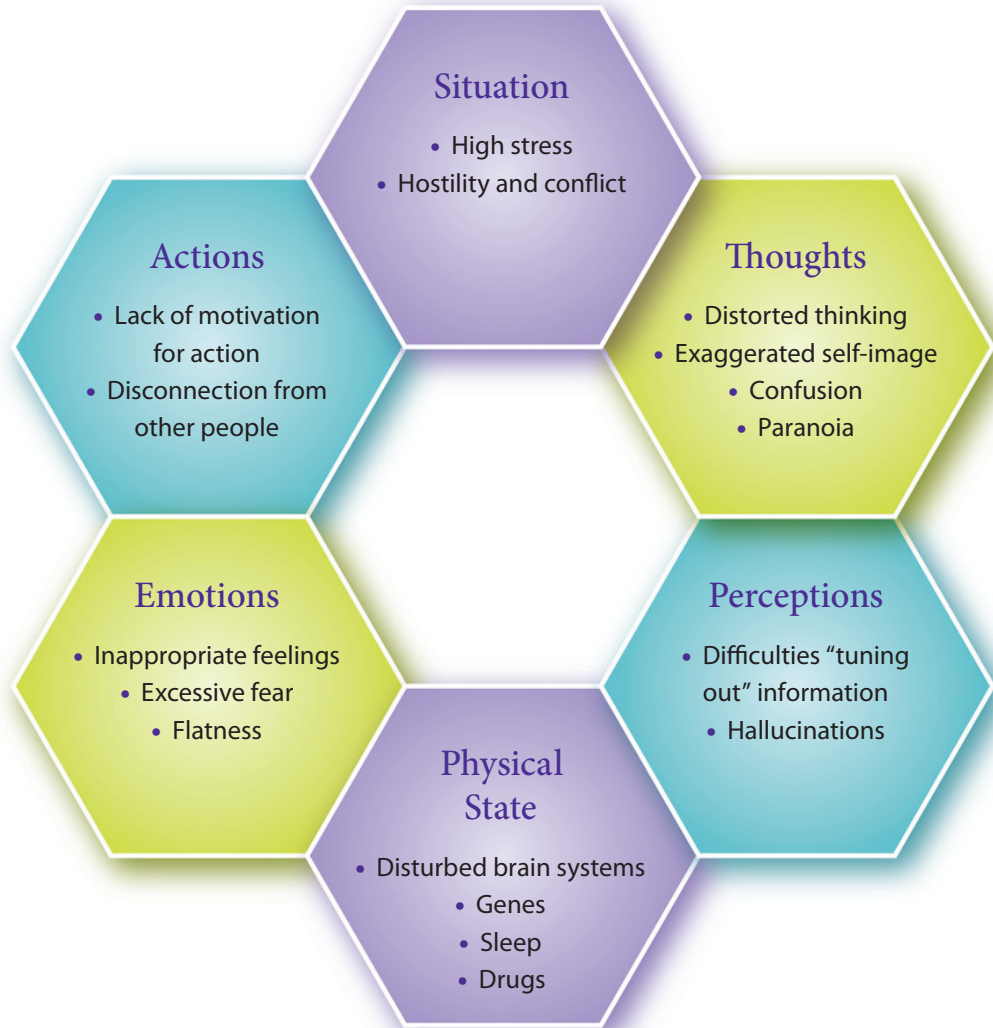 Situation
• High stress
• Hostility and conflict
Thoughts
• Distorted thinking
• Exaggerated self-image
• Confusion
• Paranoia
Perceptions
• Difficulties “tuning
out” information
• Hallucinations
Physical
State
• Disturbed brain systems
• Genes
• Sleep
• Drugs
Emotions
• Inappropriate feelings
• Excessive fear
• Flatness
Actions
• Lack of motivation
for action
• Disconnection from
other people